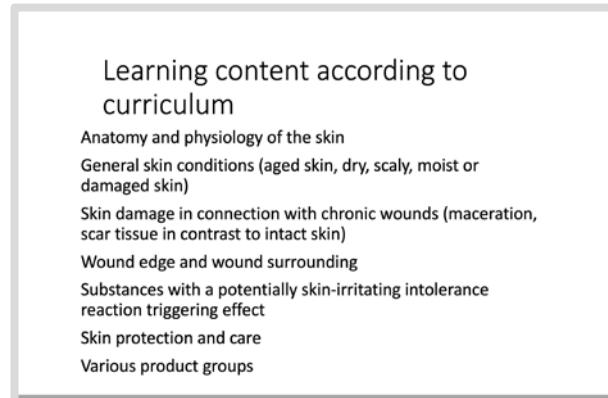 Learning content according to
curriculum
Anatomy and physiology of the skin
General skin conditions (aged skin, dry, scaly, moist or
damaged skin)
Skin damage in connection with chronic wounds (maceration,
scar tissue in contrast to intact skin)
Wound edge and wound surrounding
Substances with a potentially skin-irritating intolerance
reaction triggering effect
Skin protection and care
Various product groups